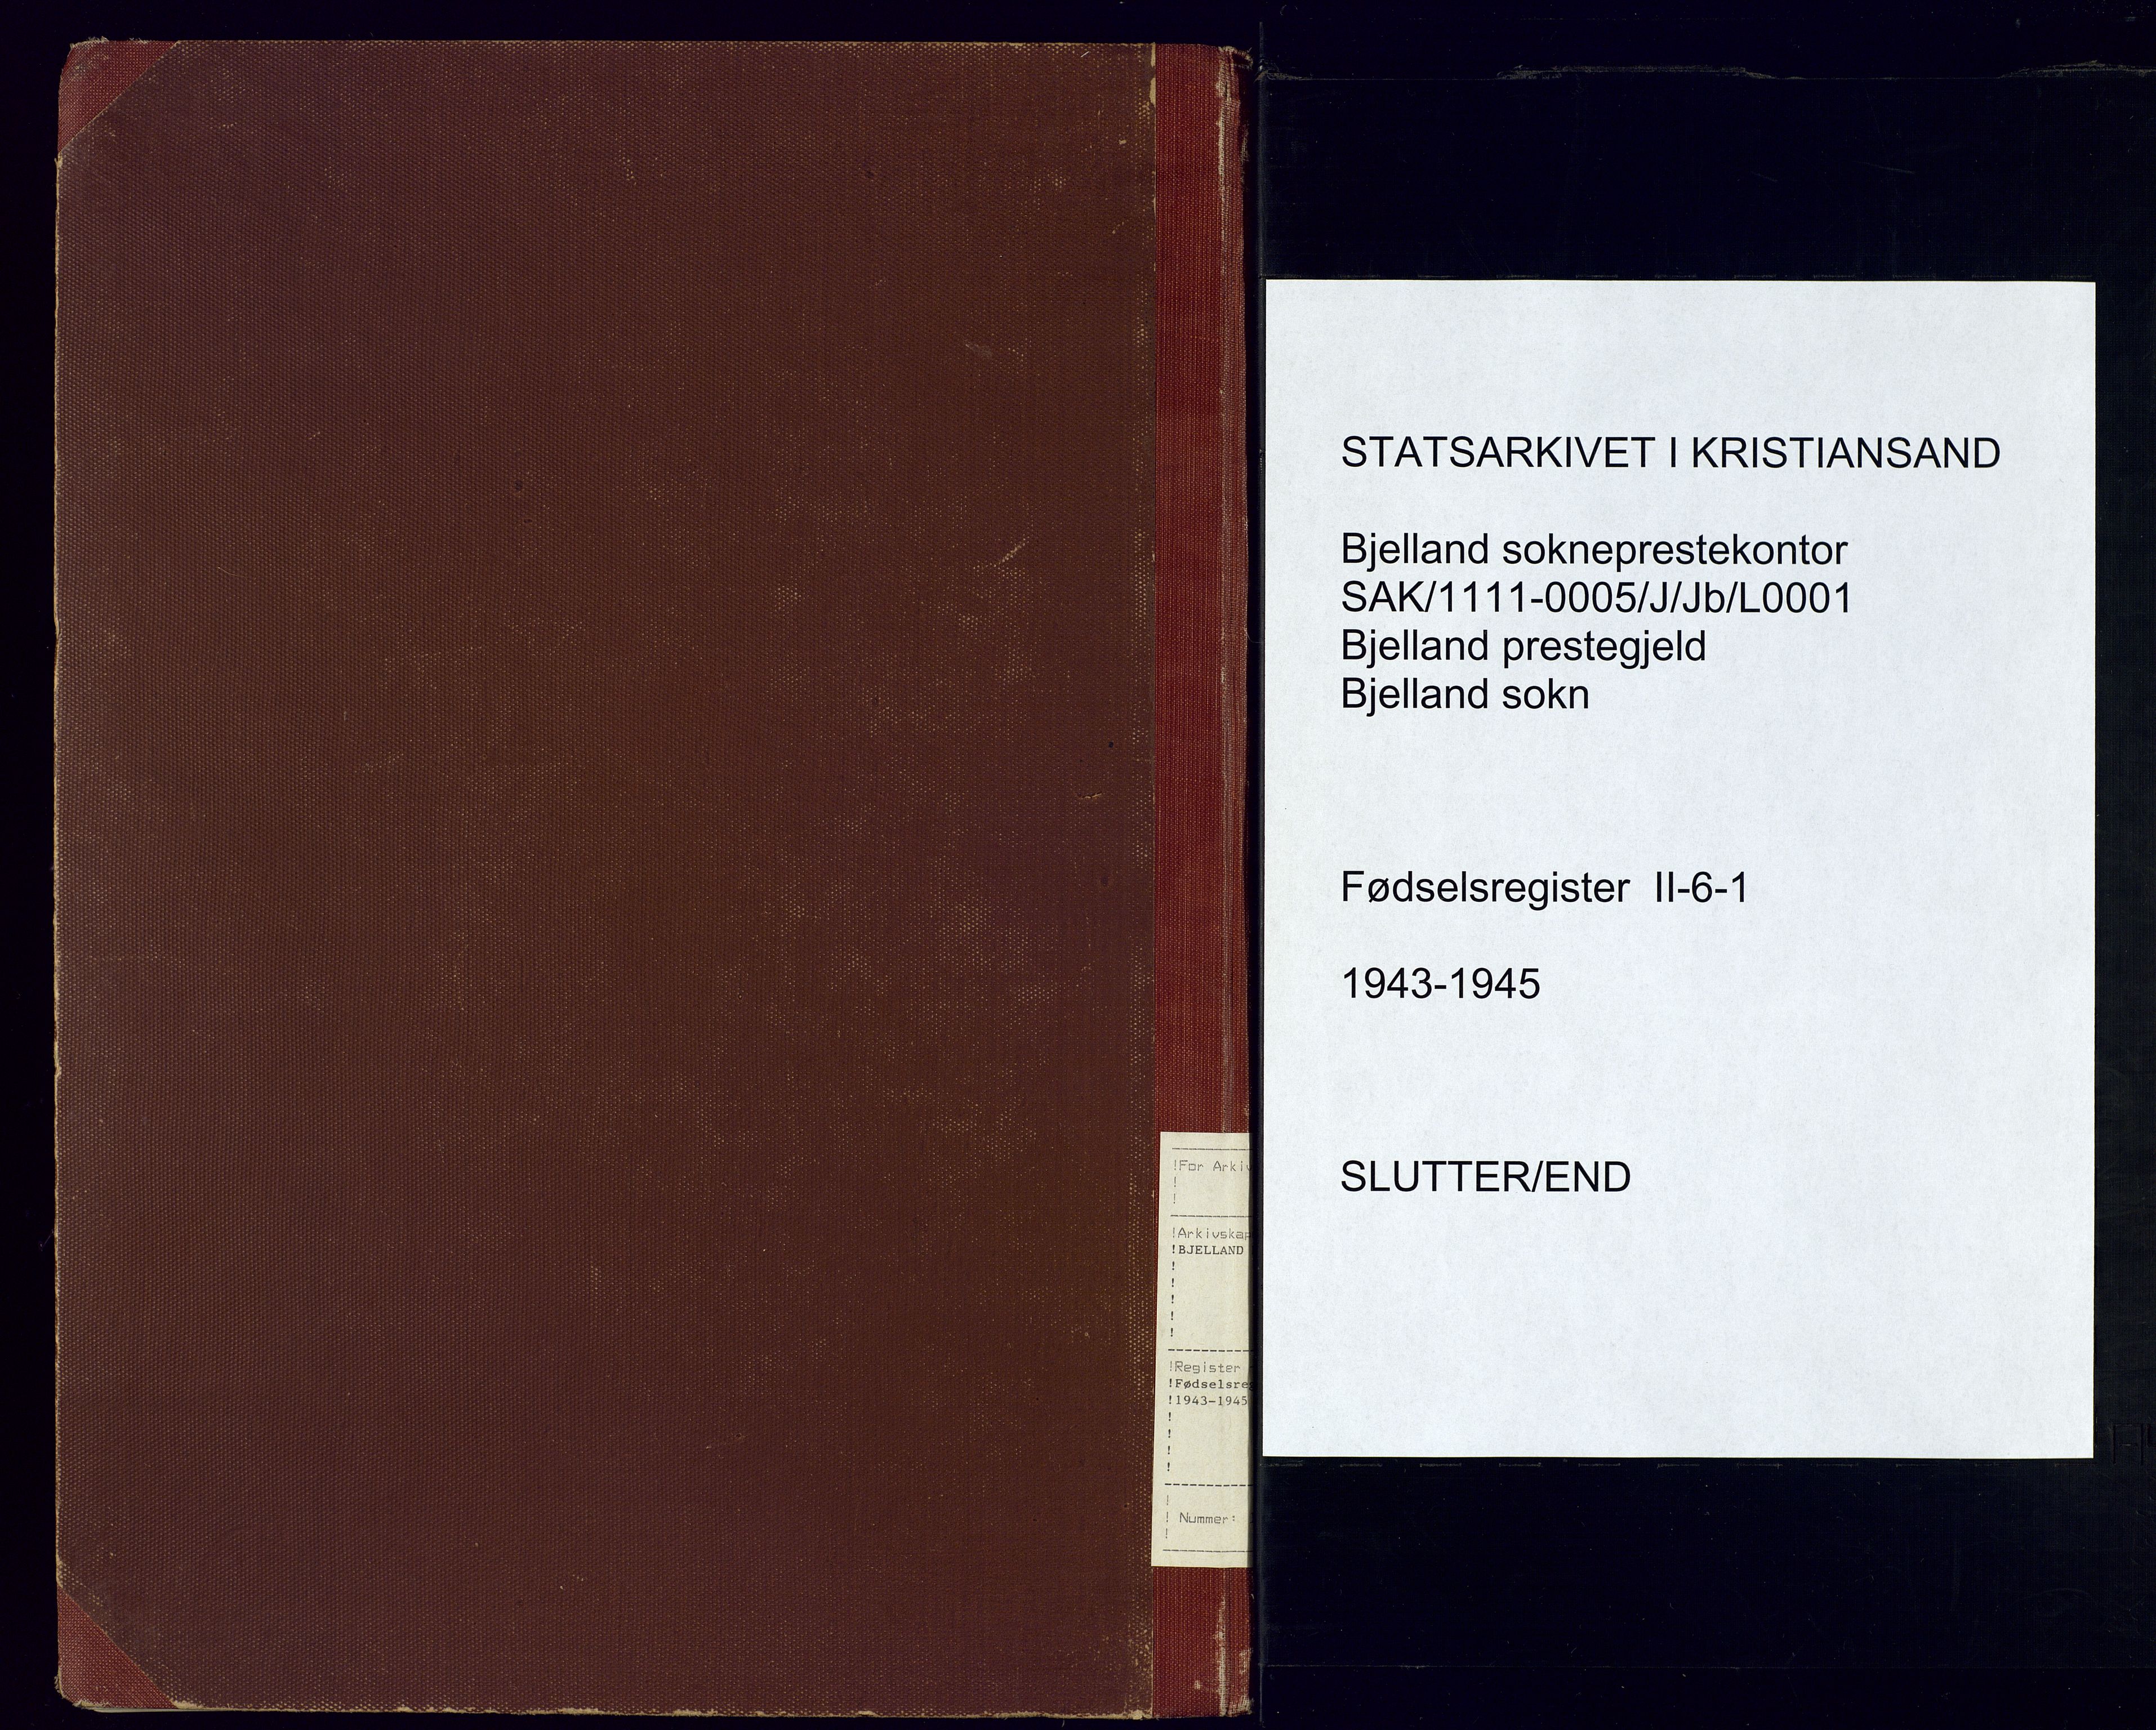 !For Arkiv
!Arkivskap
!BJELLAND
!Register
!Fødselsreg
!1943-1945
! Nummer:
STATSARKIVET I KRISTIANSAND
Bjelland sokneprestekontor
SAK/1111-0005/J/Jb/L0001
Bjelland prestegjeld
Bjelland sokn
Fødselsregister II-6-1
1943-1945
SLUTTER/END